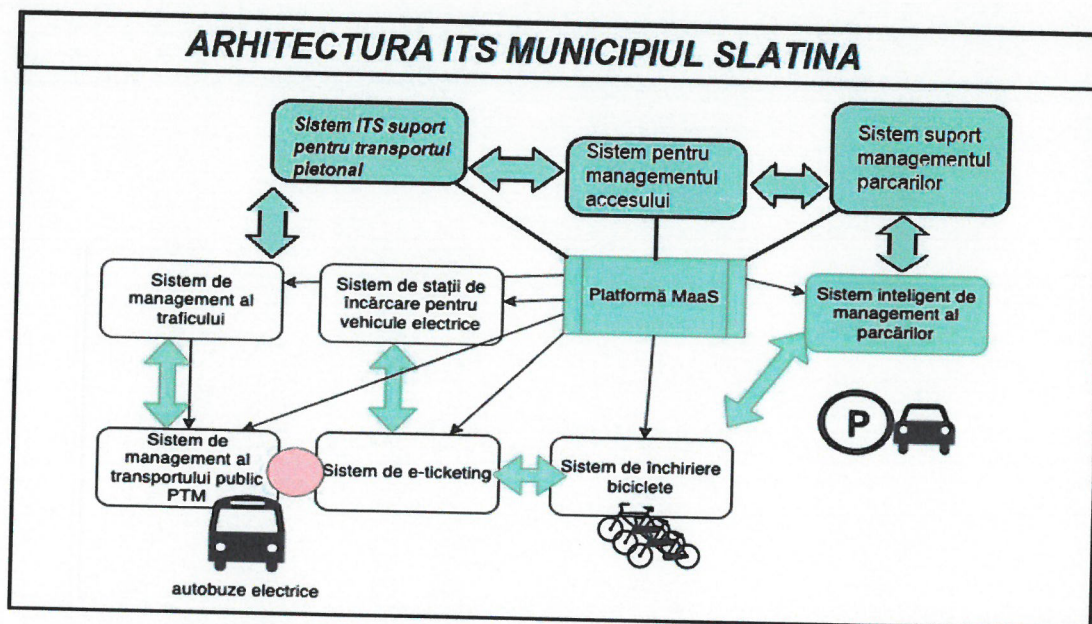 ARHITECTURA ITS MUNICIPIUL SLATINA
Sistem ITS suport
pentru transportul
pietonal
Sistem pentru
managementul
accesului
Sistem suport
managementul
parcarilor
Sistem de
management al
traficului
Sistem de stații de
încărcare pentru
vehicule electrice
Platformă MaaS
Sistem inteligent de
management al
parcărilor
Sistem de
management al
transportului public
PTM
Sistem de e-ticketing
Sistem de închiriere
biciclete
P
autobuze electrice